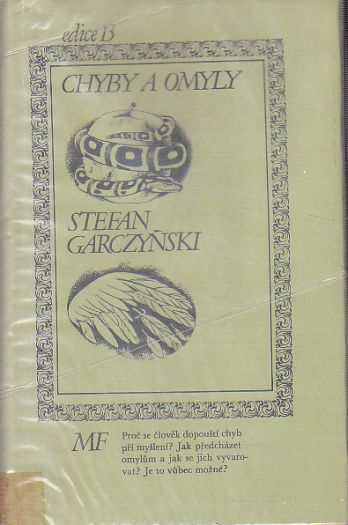 edice 13
CHYBY A OMYLY
STEFAN
GARCZYŃSKI
MF
Proč se člověk dopouští chyb
při myšlení? Jak předcházet
omylům a jak se jich vyvaro-
vat? Je to vůbec možné?